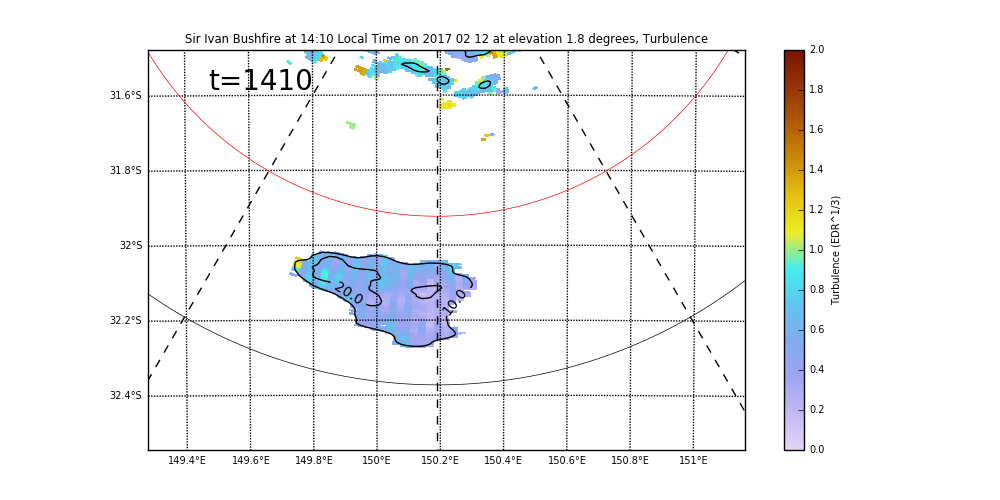 Sir Ivan Bushfire at 14:10 Local Time on 2017 02 12 at elevation 1.8 degrees, Turbulence
t=1410
31.6°S
31.8°S
32°S
32.2°S
32.4°S
20.0
10.0
149.4°E 149.6°E 149.8°E 150°E 150.2°E 150.4°E 150.6°E 150.8°E 151°E
2.0
1.8
1.6
1.4
1.2
1.0
0.8
0.6
0.4
0.2
0.0
Turbulence (EDR^1/3)